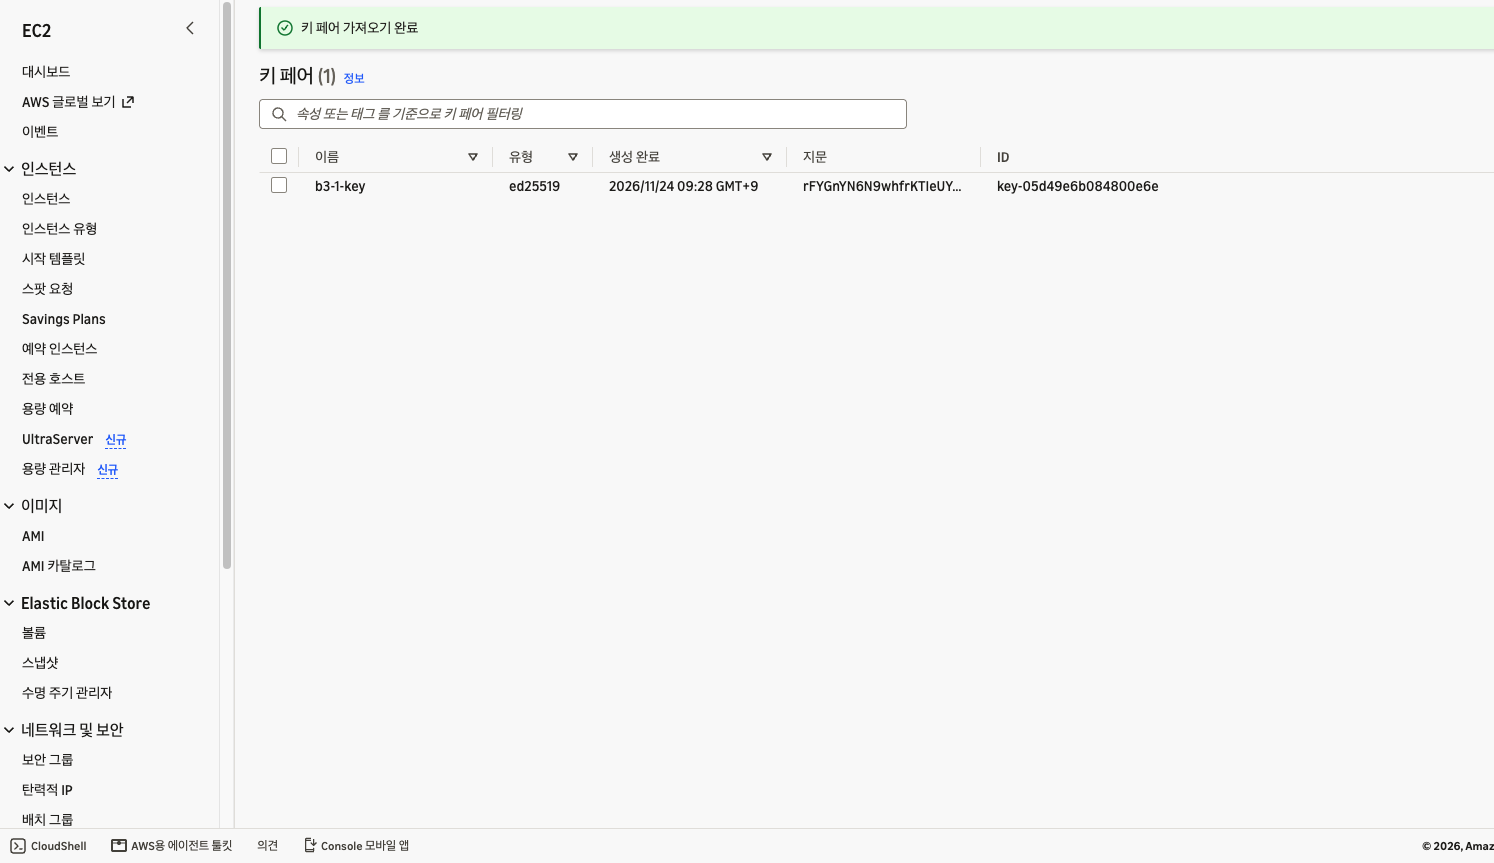 EC2
대시보드
AWS 글로벌 보기
이벤트
인스턴스
인스턴스
인스턴스 유형
시작 템플릿
스팟 요청
Savings Plans
예약 인스턴스
전용 호스트
용량 예약
UltraServer 신규
용량 관리자 신규
이미지
AMI
AMI 카탈로그
Elastic Block Store
볼륨
스냅샷
수명 주기 관리자
네트워크 및 보안
보안 그룹
탄력적 IP
배치 그룹
키 페어 가져오기 완료
키 페어 (1) 정보
속성 또는 태그 를 기준으로 키 페어 필터링
이름 유형 생성 완료 지문 ID
b3-1-key ed25519 2026/11/24 09:28 GMT+9 rFYGnYN6N9whfrKTIeUY... key-05d49e6b084800e6e
CloudShell AWS용 에이전트 툴킷 의견 Console 모바일 앱 © 2026, Amaz